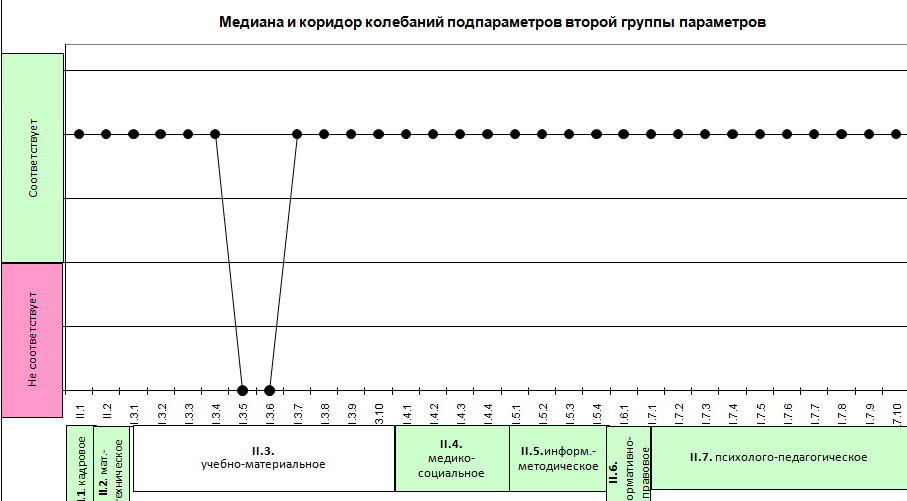 Медиана и коридор колебаний подпараметров второй группы параметров
Соответствует
Не соответствует
II.1
II.2
I.3.1
I.3.2
I.3.3
I.3.4
I.3.5
I.3.6
I.3.7
I.3.8
I.3.9
3.10
I.4.1
I.4.2
I.4.3
I.4.4
I.5.1
I.5.2
I.5.3
I.5.4
I.6.1
I.7.1
I.7.2
I.7.3
I.7.4
I.7.5
I.7.6
I.7.7
I.7.8
I.7.9
7.10
I.1. кадровое
II.2. мат.-
техническое
II.3.
учебно-материальное
II.4.
медико-
социальное
II.5.информ.-
методическое
II.6.
ормативно-
правовое
II.7. психолого-педагогическое